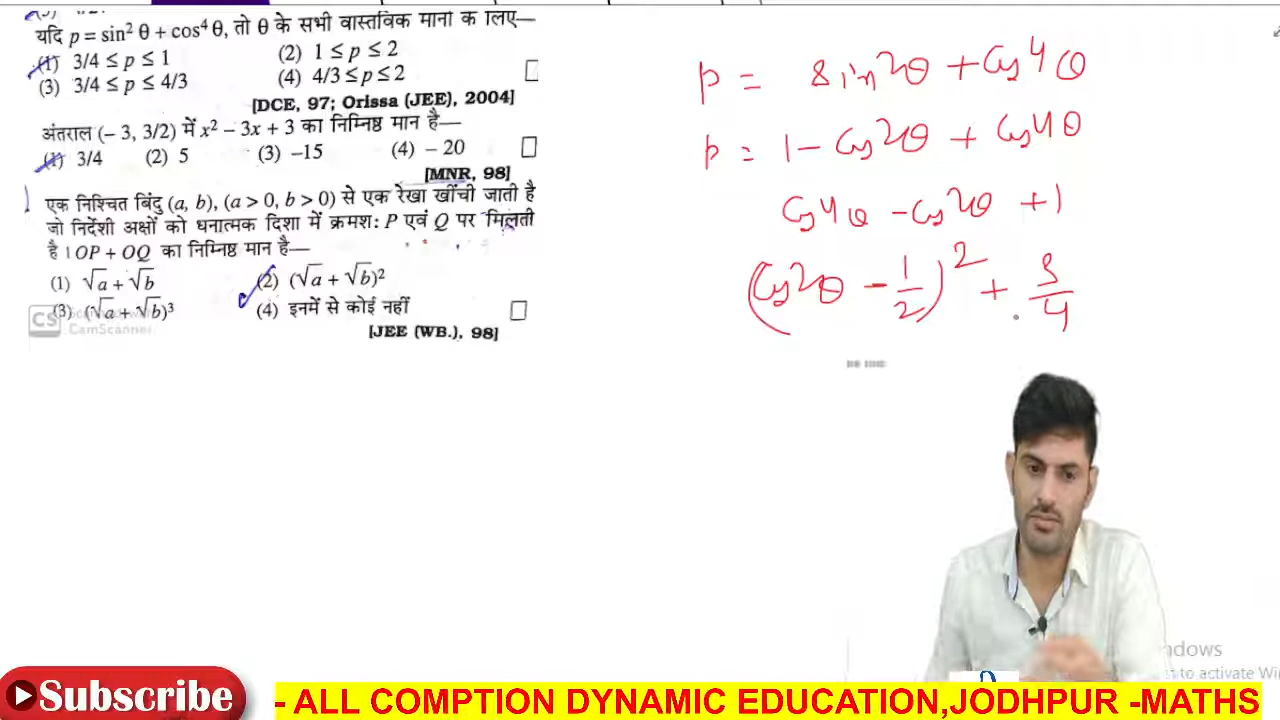 यदि p = sin² θ + cos⁴ θ, तो θ के सभी वास्तविक मानों के लिए—
(1) 3/4 ≤ p ≤ 1 (2) 1 ≤ p ≤ 2
(3) 3/4 ≤ p ≤ 4/3 (4) 4/3 ≤ p ≤ 2
[DCE, 97; Orissa (JEE), 2004]
अंतराल (– 3, 3/2) में x² – 3x + 3 का निम्निष्ठ मान है—
(1) 3/4 (2) 5 (3) –15 (4) – 20
[MNR, 98]
एक निश्चित बिंदु (a, b), (a > 0, b > 0) से एक रेखा खींची जाती है
जो निर्देशी अक्षों को धनात्मक दिशा में क्रमश: P एवं Q पर मिलती
है। OP + OQ का निम्निष्ठ मान है—
(1) √a + √b (2) (√a + √b)²
(3) (√a + √b)³ (4) इनमें से कोई नहीं
[JEE (WB.), 98]
CS CamScanner
p = sin²θ + cos⁴θ
p = 1 - cos²θ + cos⁴θ
cos⁴θ - cos²θ + 1
(cos²θ - 1/2)² + 3/4
Subscribe
- ALL COMPTION DYNAMIC EDUCATION,JODHPUR -MATHS